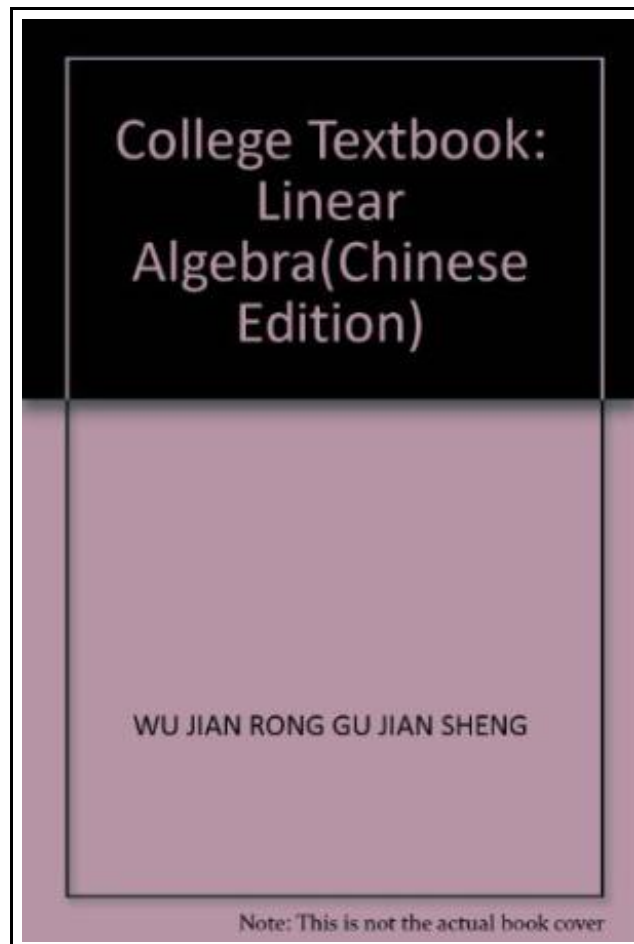 College Textbook:
Linear
Algebra(Chinese
Edition)
WU JIAN RONG GU JIAN SHENG
Note: This is not the actual book cover